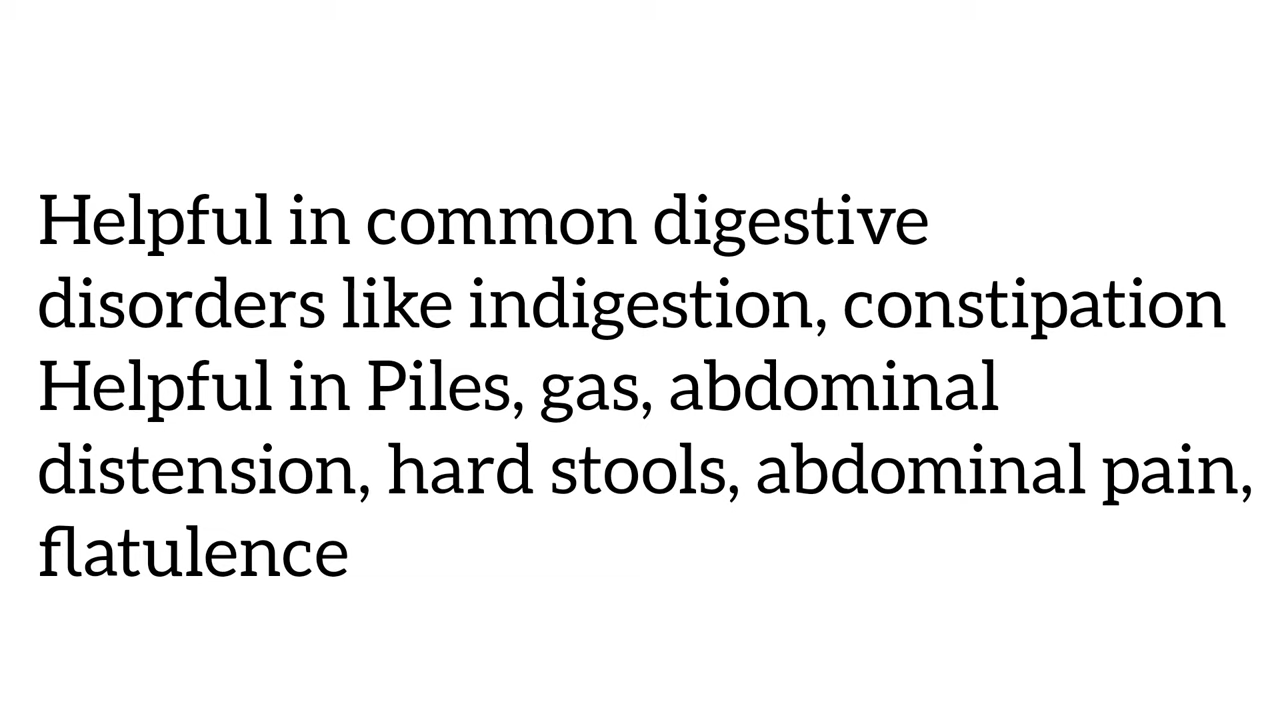 Helpful in common digestive
disorders like indigestion, constipation
Helpful in Piles, gas, abdominal
distension, hard stools, abdominal pain,
flatulence